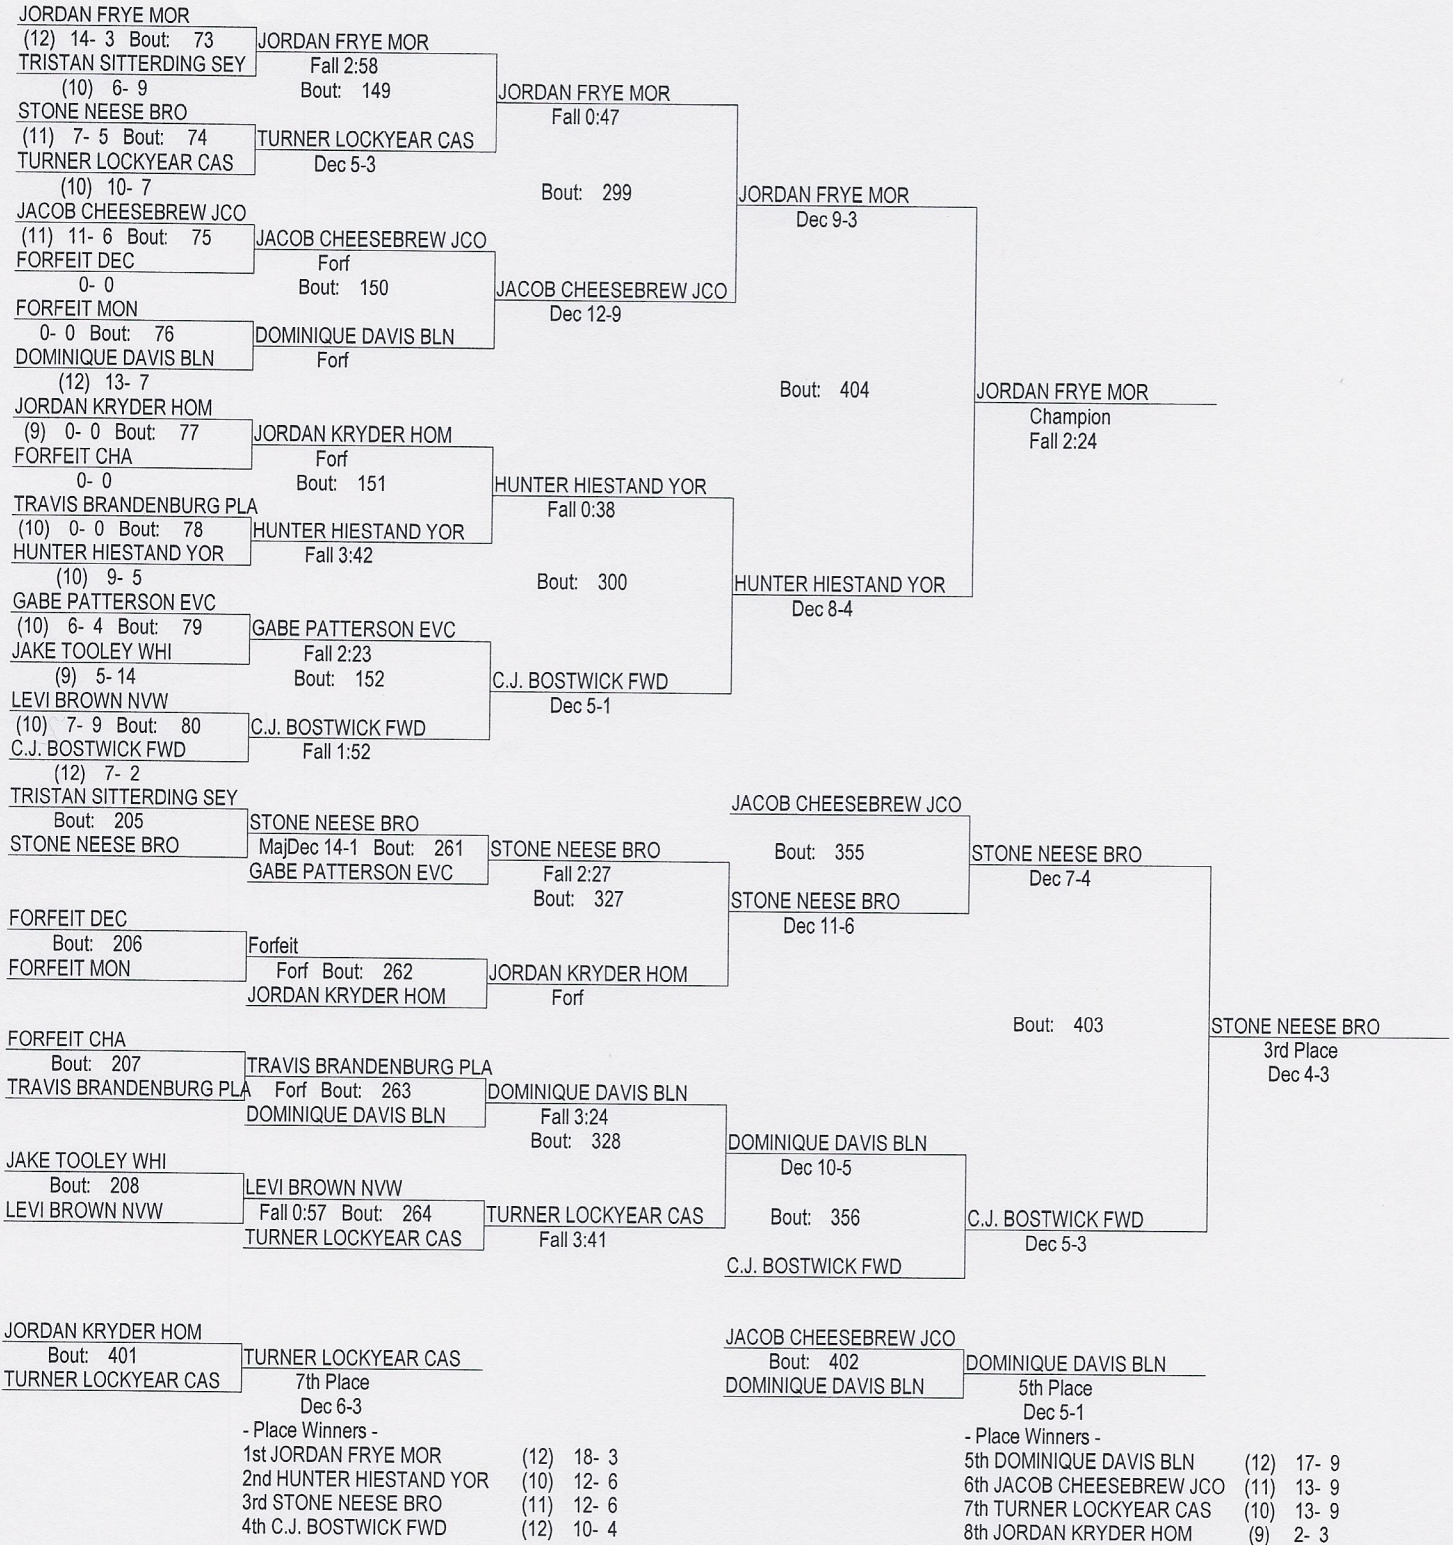 JORDAN FRYE MOR
(12) 14- 3 Bout: 73
TRISTAN SITTERDING SEY
(10) 6- 9
STONE NEESE BRO
(11) 7- 5 Bout: 74
TURNER LOCKYEAR CAS
(10) 10- 7
JACOB CHEESEBREW JCO
(11) 11- 6 Bout: 75
FORFEIT DEC
0- 0
FORFEIT MON
0- 0 Bout: 76
DOMINIQUE DAVIS BLN
(12) 13- 7
JORDAN KRYDER HOM
(9) 0- 0 Bout: 77
FORFEIT CHA
0- 0
TRAVIS BRANDENBURG PLA
(10) 0- 0 Bout: 78
HUNTER HIESTAND YOR
(10) 9- 5
GABE PATTERSON EVC
(10) 6- 4 Bout: 79
JAKE TOOLEY WHI
(9) 5- 14
LEVI BROWN NVW
(10) 7- 9 Bout: 80
C.J. BOSTWICK FWD
(12) 7- 2
JORDAN FRYE MOR
Fall 2:58
Bout: 149
TURNER LOCKYEAR CAS
Dec 5-3
JACOB CHEESEBREW JCO
Forf
Bout: 150
DOMINIQUE DAVIS BLN
Forf
JORDAN KRYDER HOM
Forf
Bout: 151
HUNTER HIESTAND YOR
Fall 3:42
GABE PATTERSON EVC
Fall 2:23
Bout: 152
C.J. BOSTWICK FWD
Fall 1:52
JORDAN FRYE MOR
Fall 0:47
Bout: 299
JACOB CHEESEBREW JCO
Dec 12-9
HUNTER HIESTAND YOR
Fall 0:38
Bout: 300
C.J. BOSTWICK FWD
Dec 5-1
JORDAN FRYE MOR
Dec 9-3
Bout: 404
HUNTER HIESTAND YOR
Dec 8-4
JORDAN FRYE MOR
Champion
Fall 2:24
TRISTAN SITTERDING SEY
Bout: 205
STONE NEESE BRO
FORFEIT DEC
Bout: 206
FORFEIT MON
FORFEIT CHA
Bout: 207
TRAVIS BRANDENBURG PLA
JAKE TOOLEY WHI
Bout: 208
LEVI BROWN NVW
STONE NEESE BRO
MajDec 14-1 Bout: 261
GABE PATTERSON EVC
Forfeit
Forf Bout: 262
JORDAN KRYDER HOM
TRAVIS BRANDENBURG PLA
Forf Bout: 263
DOMINIQUE DAVIS BLN
LEVI BROWN NVW
Fall 0:57 Bout: 264
TURNER LOCKYEAR CAS
STONE NEESE BRO
Fall 2:27
Bout: 327
JORDAN KRYDER HOM
Forf
DOMINIQUE DAVIS BLN
Fall 3:24
Bout: 328
TURNER LOCKYEAR CAS
Fall 3:41
JACOB CHEESEBREW JCO
Bout: 355
STONE NEESE BRO
Dec 11-6
DOMINIQUE DAVIS BLN
Dec 10-5
Bout: 356
C.J. BOSTWICK FWD
STONE NEESE BRO
Dec 7-4
Bout: 403
C.J. BOSTWICK FWD
Dec 5-3
STONE NEESE BRO
3rd Place
Dec 4-3
JORDAN KRYDER HOM
Bout: 401
TURNER LOCKYEAR CAS
TURNER LOCKYEAR CAS
7th Place
Dec 6-3
JACOB CHEESEBREW JCO
Bout: 402
DOMINIQUE DAVIS BLN
DOMINIQUE DAVIS BLN
5th Place
Dec 5-1
- Place Winners -
1st JORDAN FRYE MOR (12) 18- 3
2nd HUNTER HIESTAND YOR (10) 12- 6
3rd STONE NEESE BRO (11) 12- 6
4th C.J. BOSTWICK FWD (12) 10- 4
- Place Winners -
5th DOMINIQUE DAVIS BLN (12) 17- 9
6th JACOB CHEESEBREW JCO (11) 13- 9
7th TURNER LOCKYEAR CAS (10) 13- 9
8th JORDAN KRYDER HOM (9) 2- 3